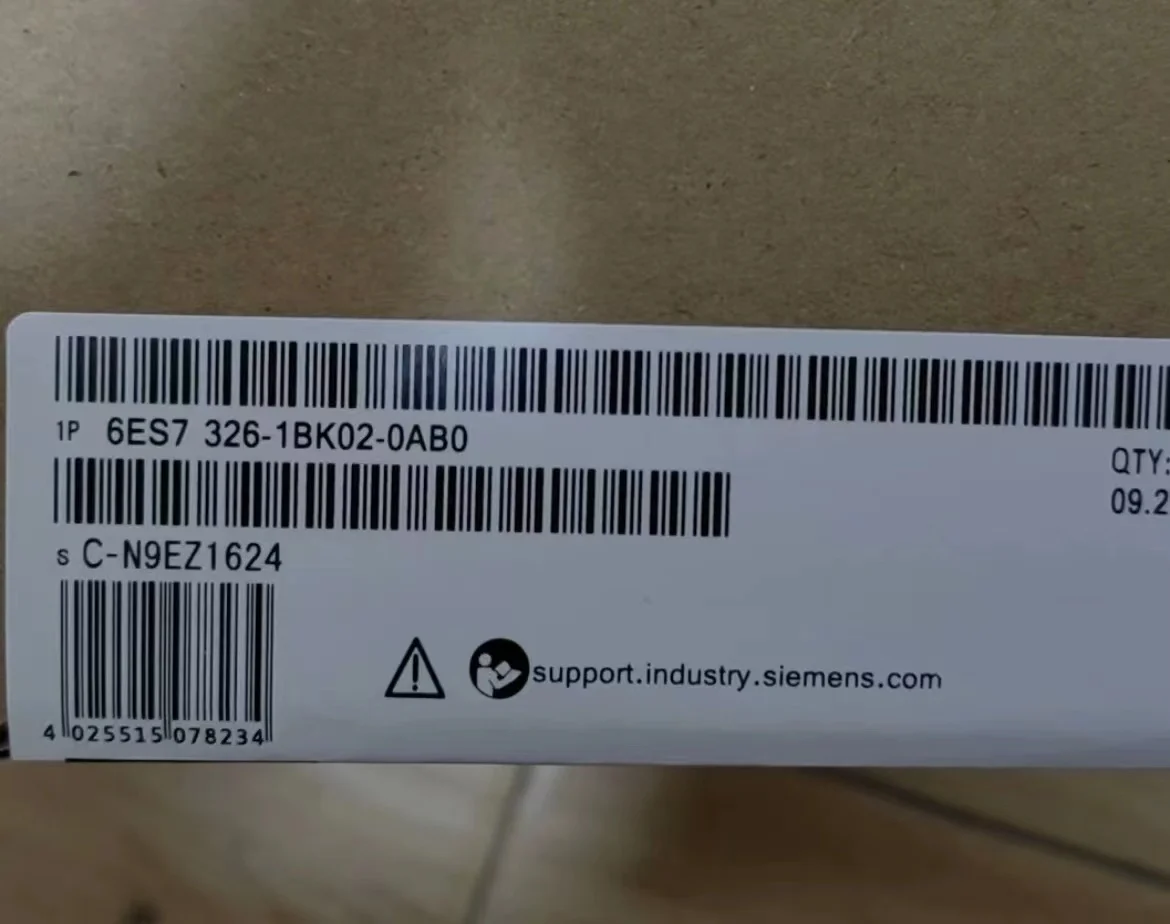 1P 6ES7 326-1BK02-0AB0
QTY:
09.2
S C-N9EZ1624
support.industry.siemens.com
4 025515 078234